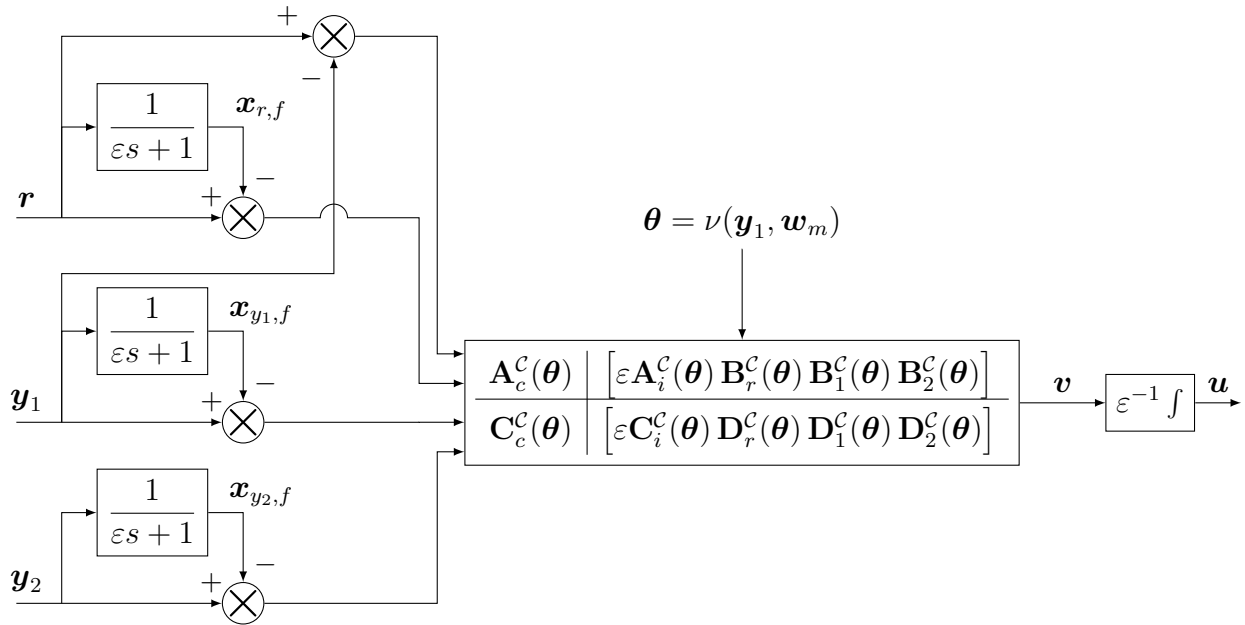 +
−
1
εs + 1
x_{r,f}
−
r
+
θ = ν(y_1, w_m)
1
εs + 1
x_{y_1,f}
−
y_1
+
A_c^C(θ) | [εA_i^C(θ) B_r^C(θ) B_1^C(θ) B_2^C(θ)]
C_c^C(θ) | [εC_i^C(θ) D_r^C(θ) D_1^C(θ) D_2^C(θ)]
v
ε^{-1} ∫
u
1
εs + 1
x_{y_2,f}
−
y_2
+